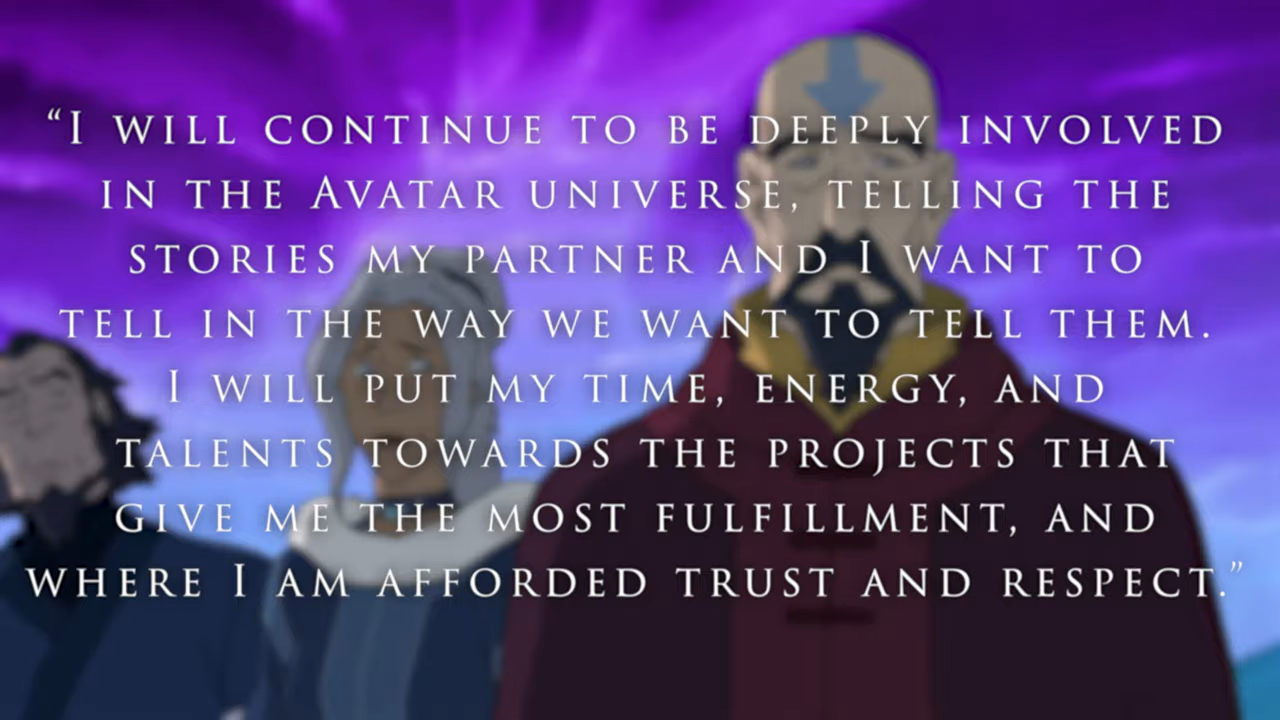 “I WILL CONTINUE TO BE DEEPLY INVOLVED
IN THE AVATAR UNIVERSE, TELLING THE
STORIES MY PARTNER AND I WANT TO
TELL IN THE WAY WE WANT TO TELL THEM.
I WILL PUT MY TIME, ENERGY, AND
TALENTS TOWARDS THE PROJECTS THAT
GIVE ME THE MOST FULFILLMENT, AND
WHERE I AM AFFORDED TRUST AND RESPECT.”